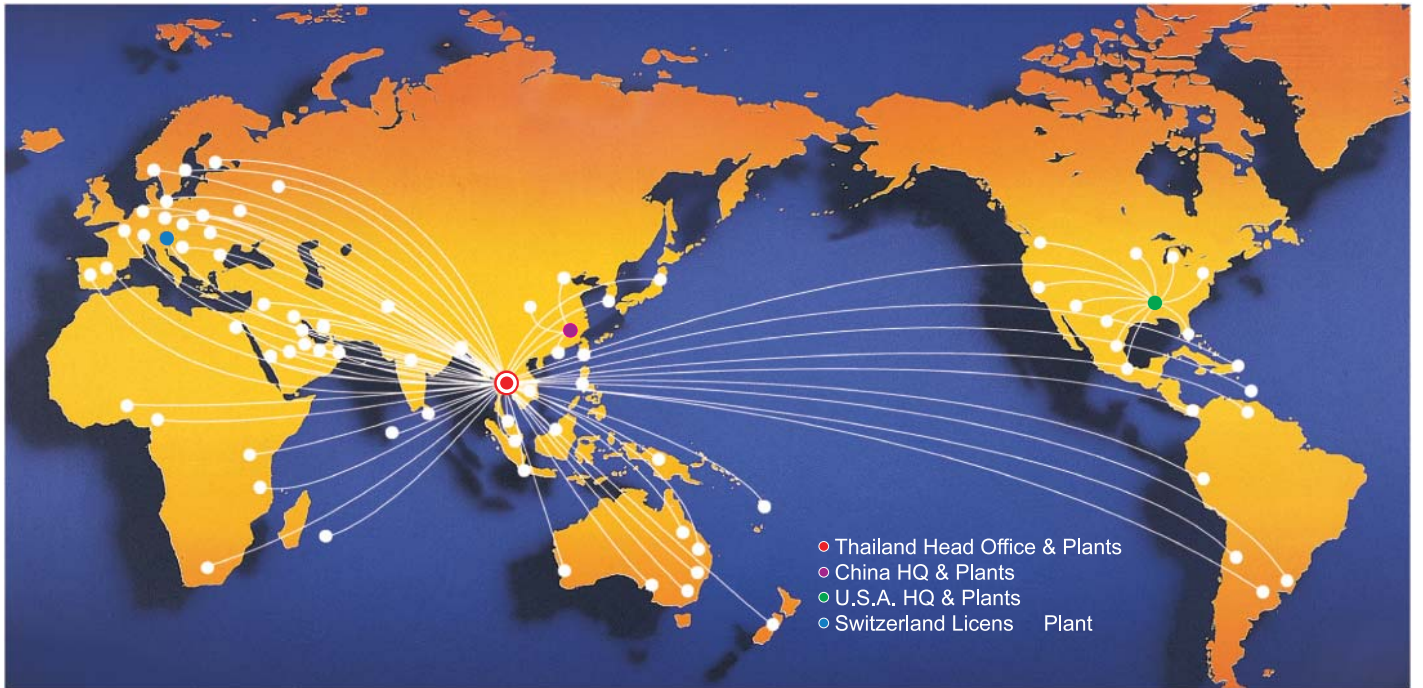 Thailand Head Office & Plants
China HQ & Plants
U.S.A. HQ & Plants
Switzerland Licens Plant